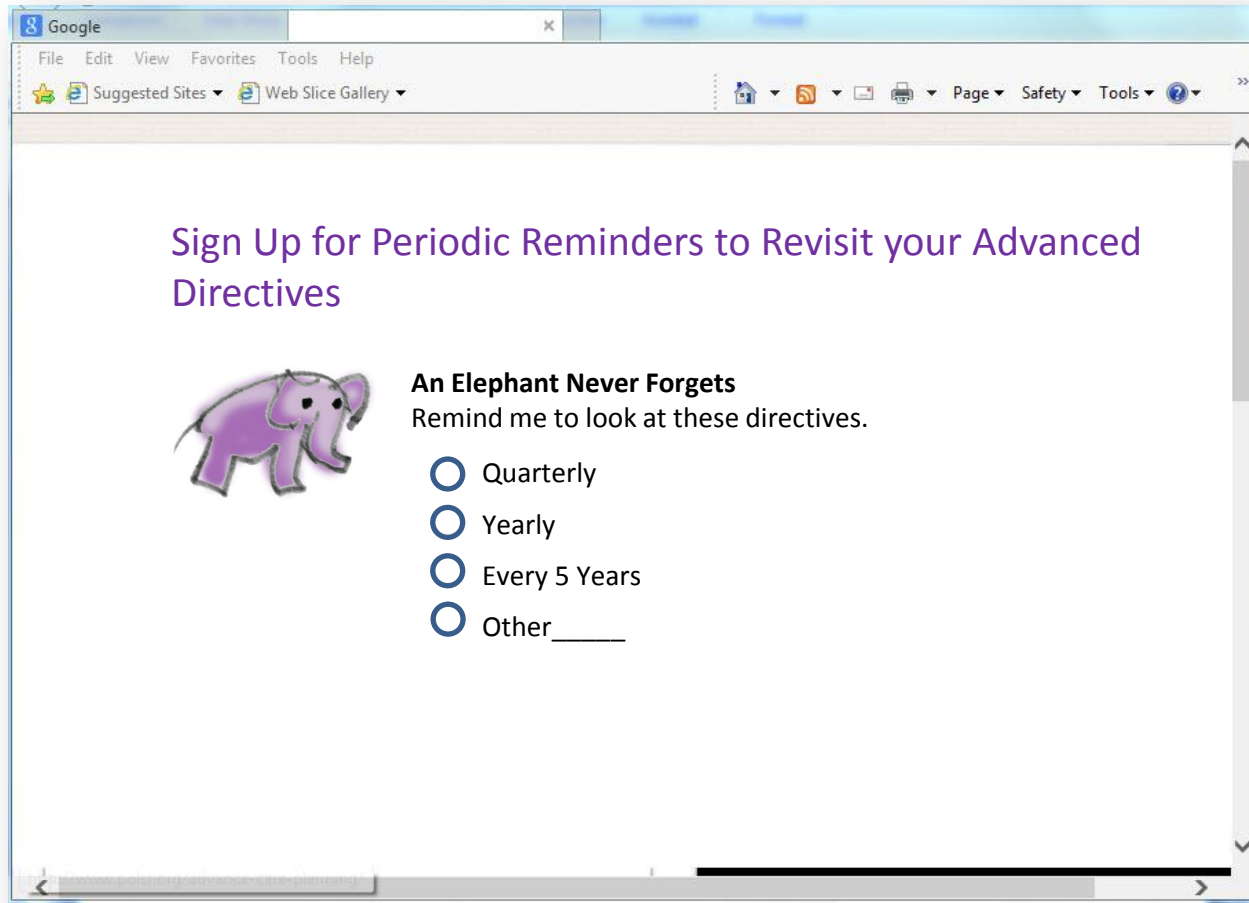 Google
File Edit View Favorites Tools Help
Suggested Sites Web Slice Gallery Page Safety Tools
Sign Up for Periodic Reminders to Revisit your Advanced
Directives
An Elephant Never Forgets
Remind me to look at these directives.
Quarterly
Yearly
Every 5 Years
Other_____